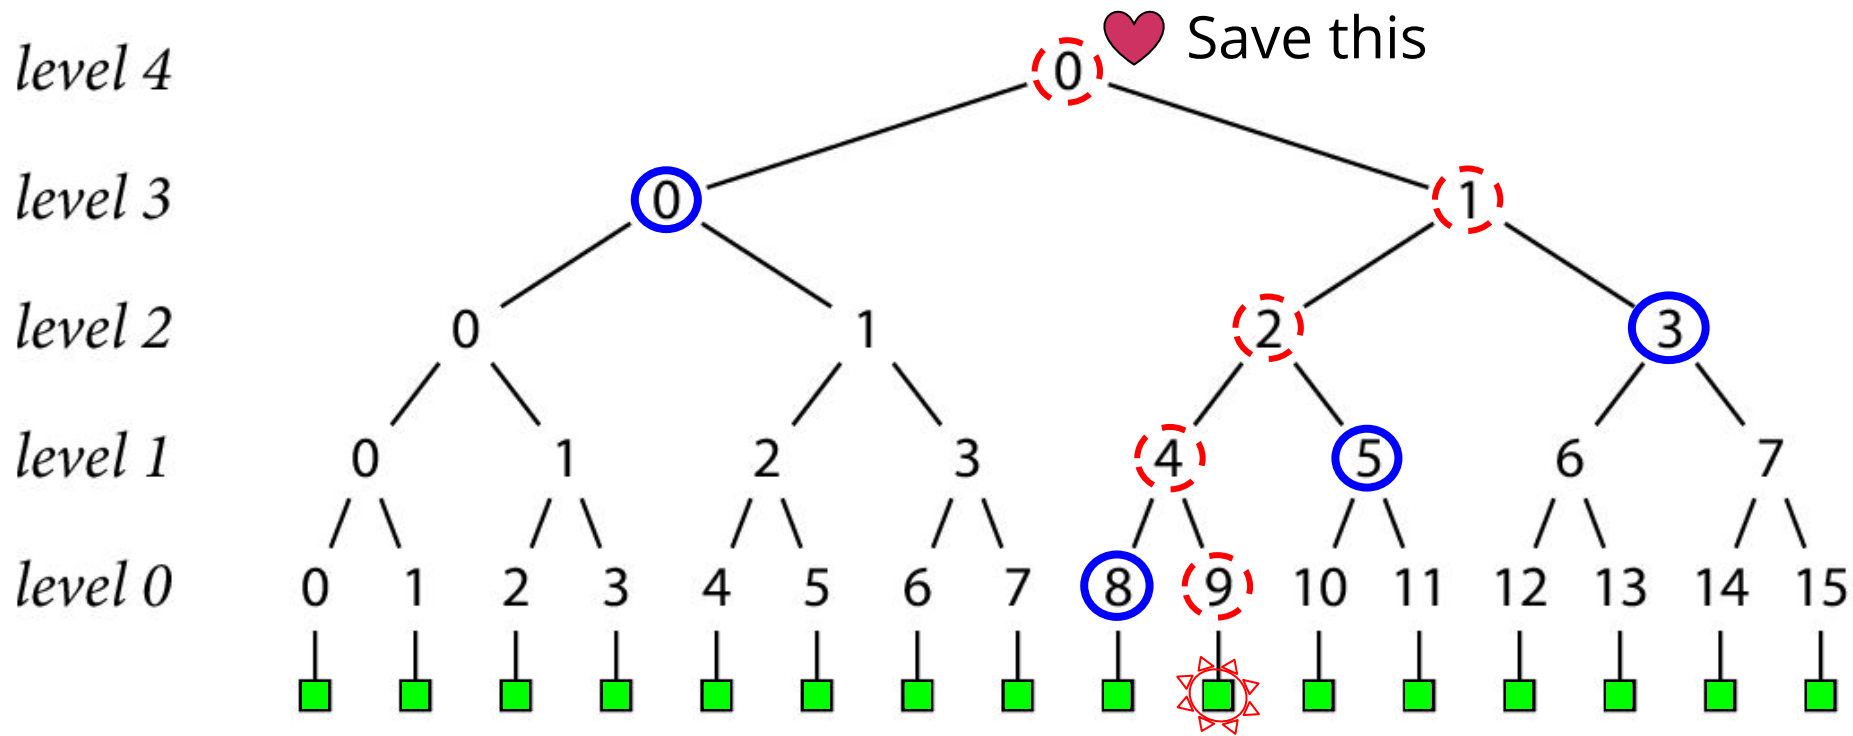 level 4 0 Save this
level 3 0 1
level 2 0 1 2 3
level 1 0 1 2 3 4 5 6 7
level 0 0 1 2 3 4 5 6 7 8 9 10 11 12 13 14 15